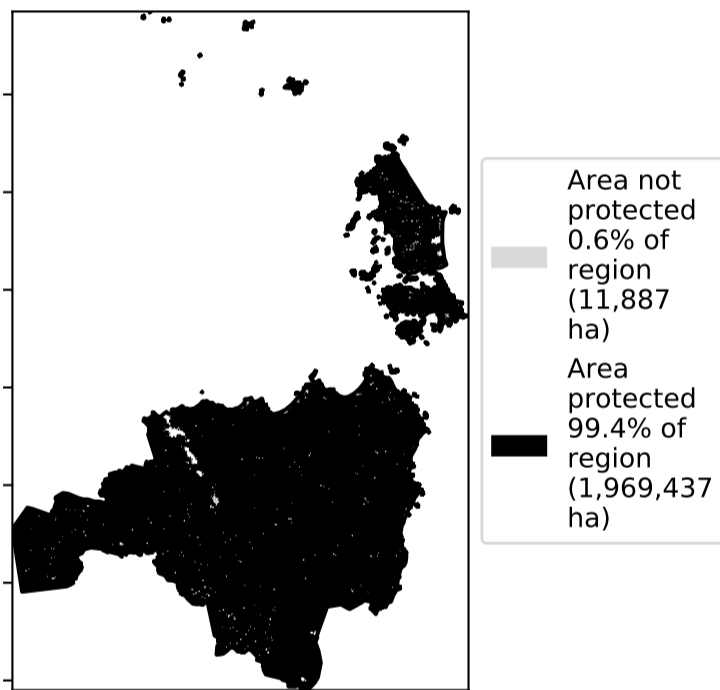 Area not
protected
0.6% of
region
(11,887
ha)
Area
protected
99.4% of
region
(1,969,437
ha)